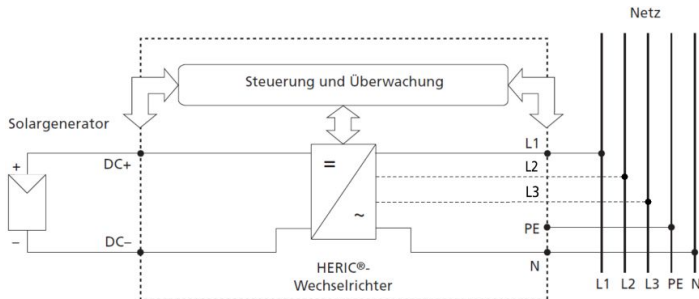 Netz
Steuerung und Überwachung
Solargenerator
L1
+
DC+
=
L2
L3
~
PE
–
DC–
N
HERIC®-
Wechselrichter
L1 L2 L3 PE N